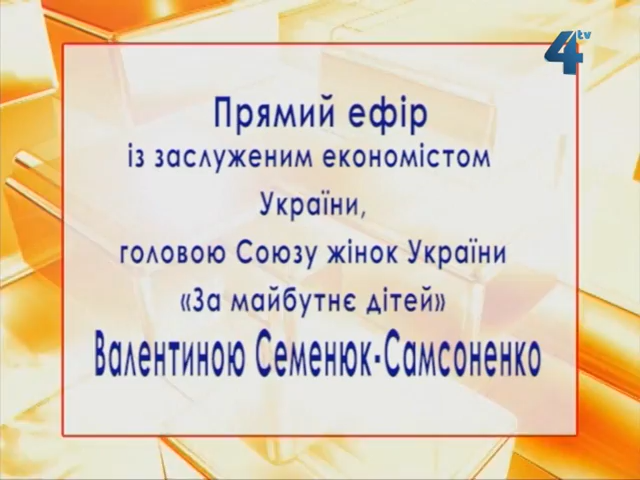 4tv
Прямий ефір
із заслуженим економістом
України,
головою Союзу жінок України
«За майбутнє дітей»
Валентиною Семенюк-Самсоненко